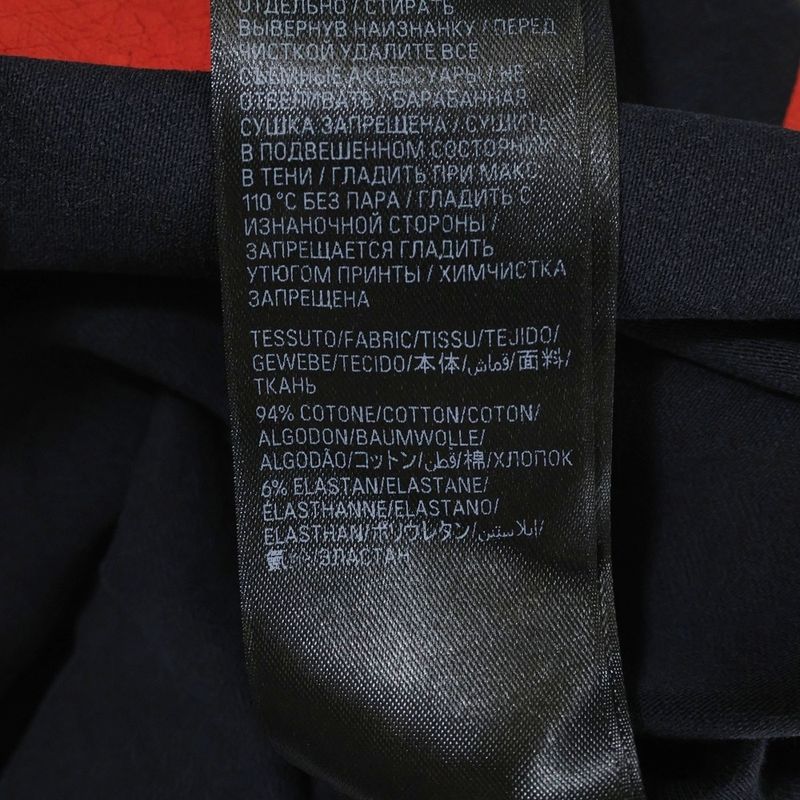 ОТДЕЛЬНО / СТИРАТЬ
ВЫВЕРНУВ НАИЗНАНКУ / ПЕРЕД
ЧИСТКОЙ УДАЛИТЕ ВСЕ
СЪЕМНЫЕ АКСЕССУАРЫ / НЕ
ОТБЕЛИВАТЬ / БАРАБАННАЯ
СУШКА ЗАПРЕЩЕНА / СУШИТЬ
В ПОДВЕШЕННОМ СОСТОЯНИИ
В ТЕНИ / ГЛАДИТЬ ПРИ МАКС
110 °C БЕЗ ПАРА / ГЛАДИТЬ С
ИЗНАНОЧНОЙ СТОРОНЫ /
ЗАПРЕЩАЕТСЯ ГЛАДИТЬ
УТЮГОМ ПРИНТЫ / ХИМЧИСТКА
ЗАПРЕЩЕНА
TESSUTO/FABRIC/TISSU/TEJIDO/
GEWEBE/TECIDO/本体/قماش/面料/
ТКАНЬ
94% COTONE/COTTON/COTON/
ALGODON/BAUMWOLLE/
ALGODÃO/コットン/قطن/棉/ХЛОПОК
6% ELASTAN/ELASTANE/
ÉLASTHANNE/ELASTANO/
ELASTHAN/ポリウレタン/إيلاستين/
ЭЛАСТАН